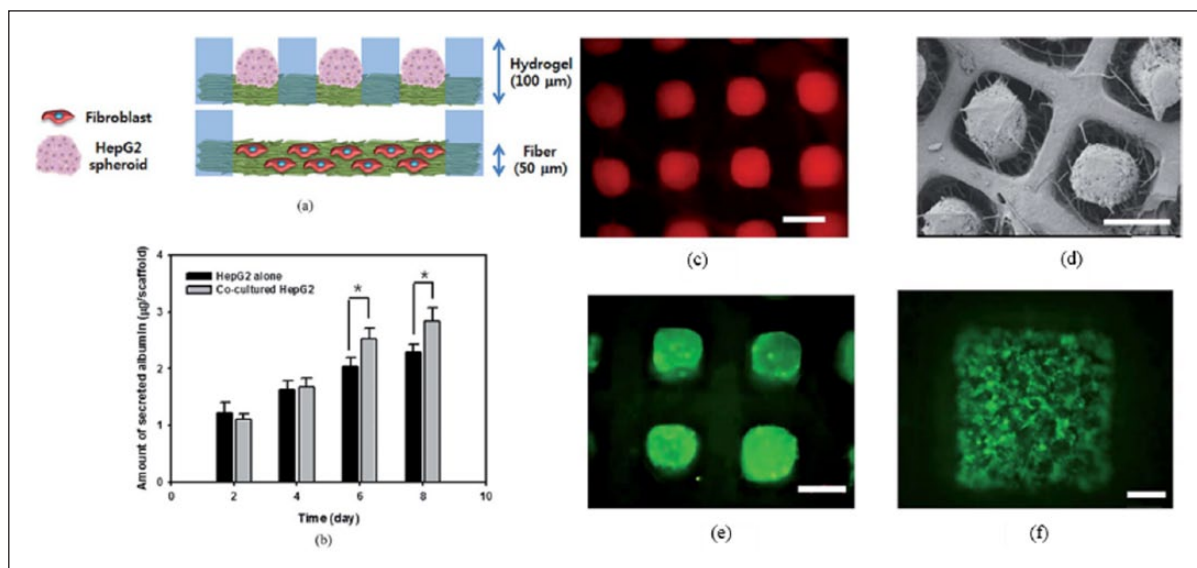 Fibroblast
HepG2
spheroid
Hydrogel
(100 μm)
Fiber
(50 μm)
(a)
Amount of secreted albumin (μg/scaffold)
4
3
2
1
0
HepG2 alone
Co-cultured HepG2
*
*
0 2 4 6 8 10
Time (day)
(b)
(c)
(d)
(e)
(f)